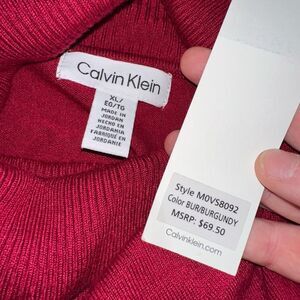 Calvin Klein
XL/
EG/TG
MADE IN
JORDAN
HECHO EN
JORDANIA
FABRIQUÉ EN
JORDANIE
Style M0VS8092
Color BUR/BURGUNDY
MSRP: $69.50
Calvinklein.com